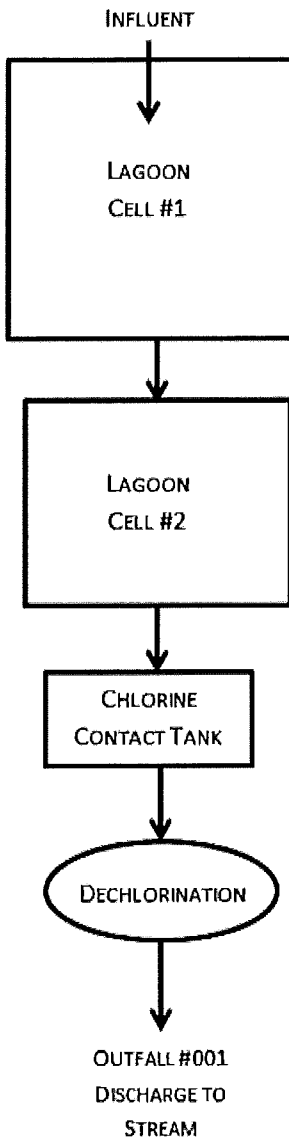 INFLUENT
LAGOON
CELL #1
LAGOON
CELL #2
CHLORINE
CONTACT TANK
DECHLORINATION
OUTFALL #001
DISCHARGE TO
STREAM